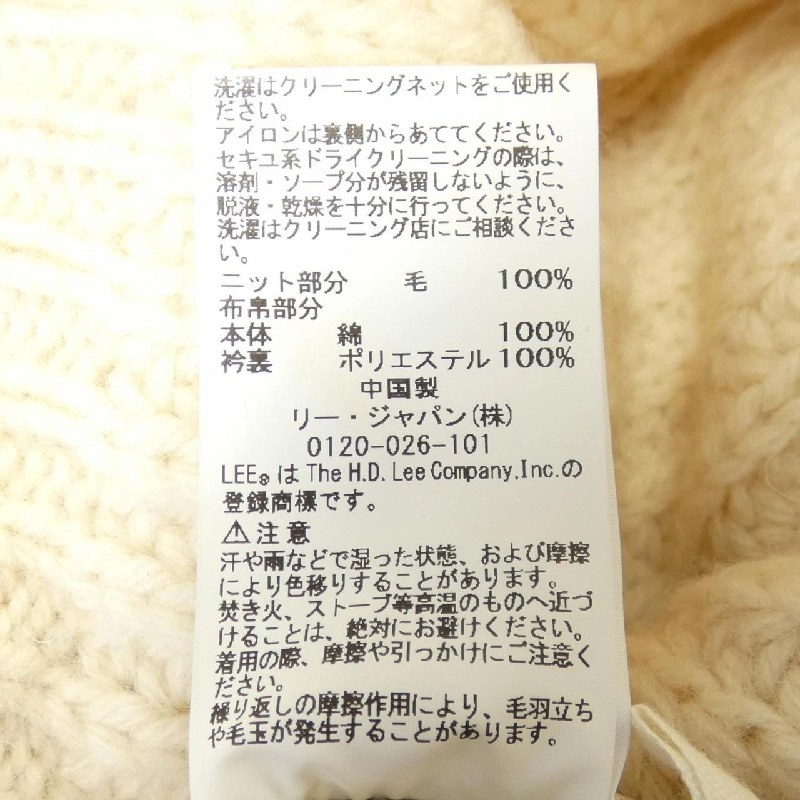 洗濯はクリーニングネットをご使用く
ださい。
アイロンは裏側からあててください。
セキユ系ドライクリーニングの際は、
溶剤・ソープ分が残留しないように、
脱液・乾燥を十分に行ってください。
洗濯はクリーニング店にご相談くださ
い。
ニット部分 毛 100%
布帛部分
本体 綿 100%
衿裏 ポリエステル 100%
中国製
リー・ジャパン(株)
0120-026-101
LEE® は The H.D. Lee Company,Inc.の
登録商標です。
⚠注意
汗や雨などで湿った状態、および摩擦
により色移りすることがあります。
焚き火、ストーブ等高温のものへ近づ
けることは、絶対にお避けください。
着用の際、摩擦や引っかけにご注意く
ださい。
繰り返しの摩擦作用により、毛羽立ち
や毛玉が発生することがあります。